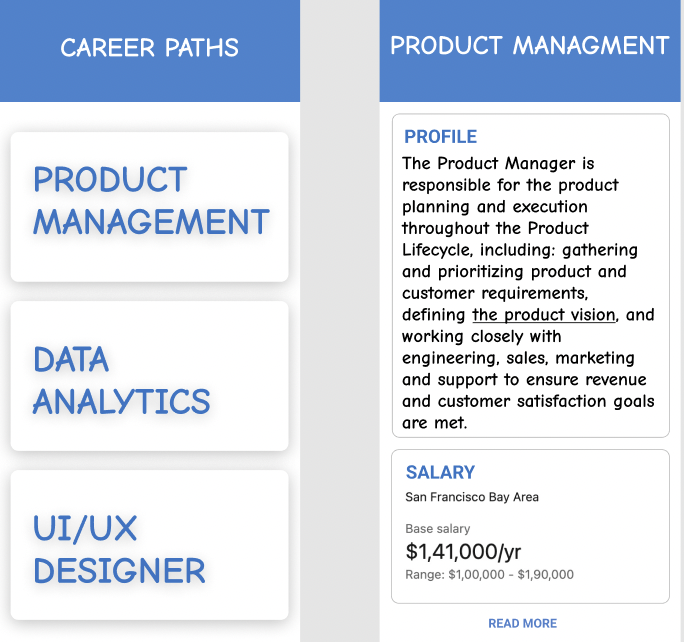 CAREER PATHS
PRODUCT
MANAGEMENT
DATA
ANALYTICS
UI/UX
DESIGNER
PRODUCT MANAGMENT
PROFILE
The Product Manager is
responsible for the product
planning and execution
throughout the Product
Lifecycle, including: gathering
and prioritizing product and
customer requirements,
defining the product vision, and
working closely with
engineering, sales, marketing
and support to ensure revenue
and customer satisfaction goals
are met.
SALARY
San Francisco Bay Area
Base salary
$1,41,000/yr
Range: $1,00,000 - $1,90,000
READ MORE